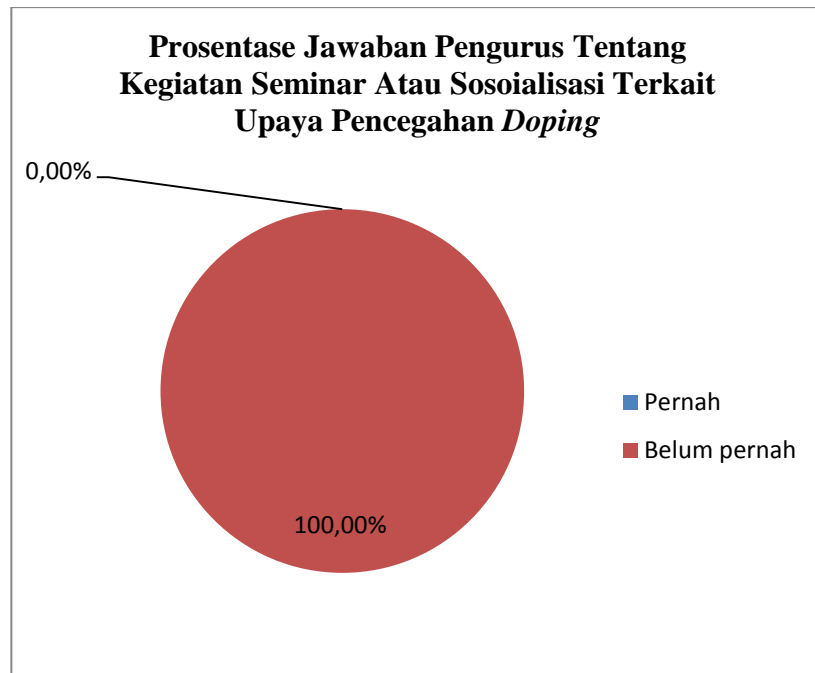 Prosentase Jawaban Pengurus Tentang
Kegiatan Seminar Atau Sosoialisasi Terkait
Upaya Pencegahan Doping
0,00%
Pernah
Belum pernah
100,00%